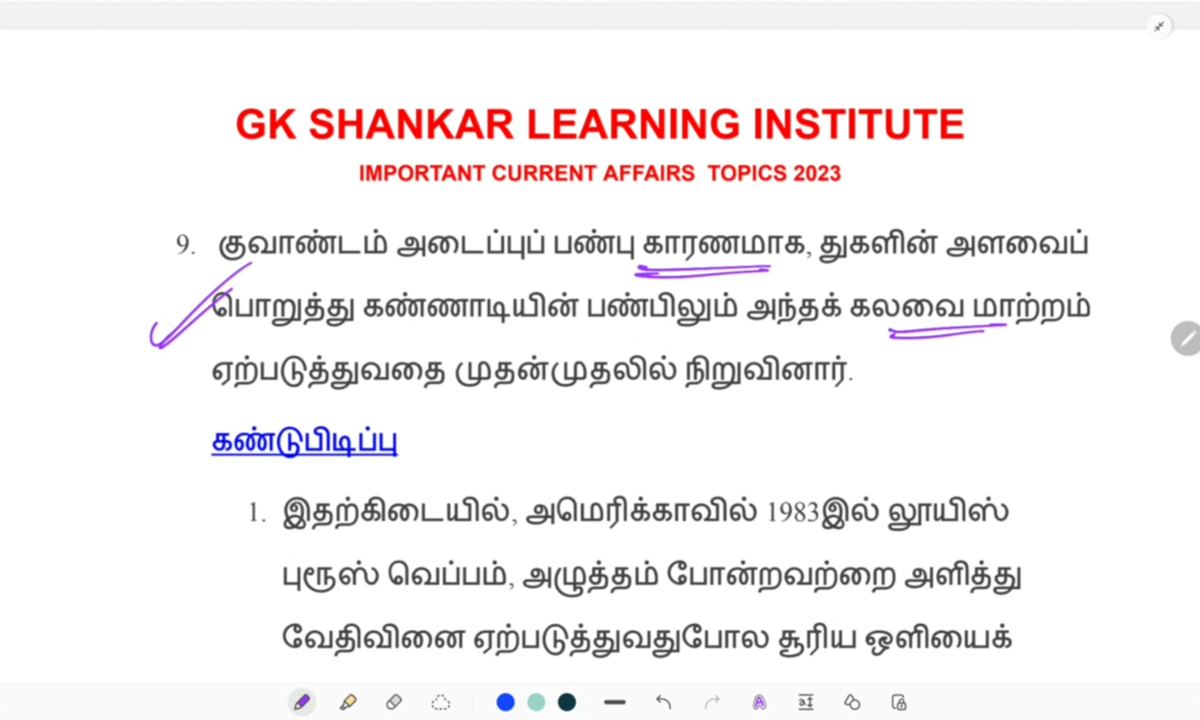 GK SHANKAR LEARNING INSTITUTE
IMPORTANT CURRENT AFFAIRS TOPICS 2023
9. குவாண்டம் அடைப்புப் பண்பு காரணமாக, துகளின் அளவைப்
பொறுத்து கண்ணாடியின் பண்பிலும் அந்தக் கலவை மாற்றம்
ஏற்படுத்துவதை முதன்முதலில் நிறுவினார்.
கண்டுபிடிப்பு
1. இதற்கிடையில், அமெரிக்காவில் 1983இல் லூயிஸ்
புரூஸ் வெப்பம், அழுத்தம் போன்றவற்றை அளித்து
வேதிவினை ஏற்படுத்துவதுபோல சூரிய ஒளியைக்